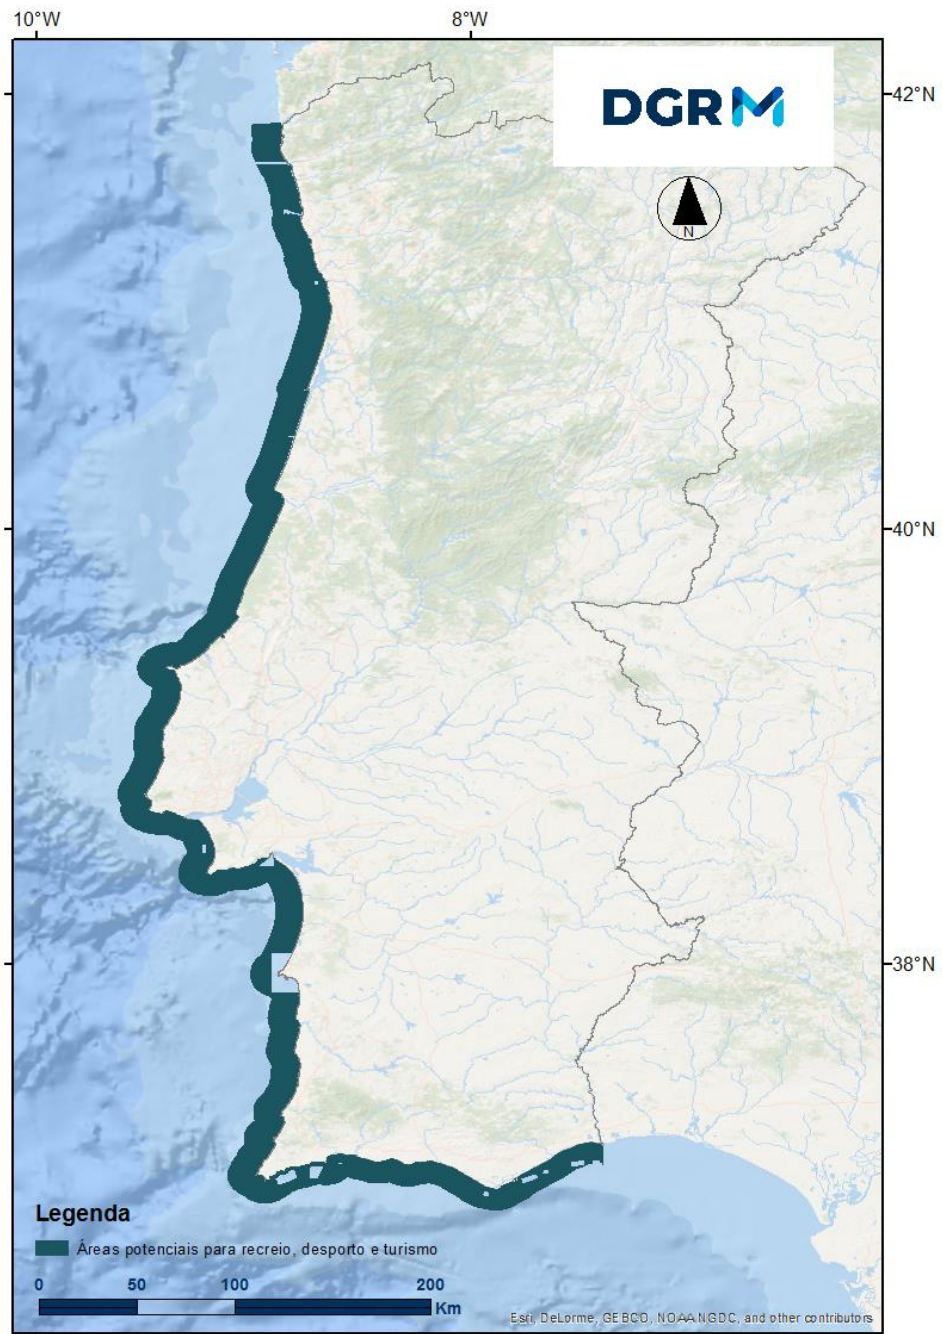 10°W 8°W
DGRM
42°N
N
40°N
38°N
Legenda
Áreas potenciais para recreio, desporto e turismo
0 50 100 200
Km
Esri, DeLorme, GEBCO, NOAA NGDC, and other contributors